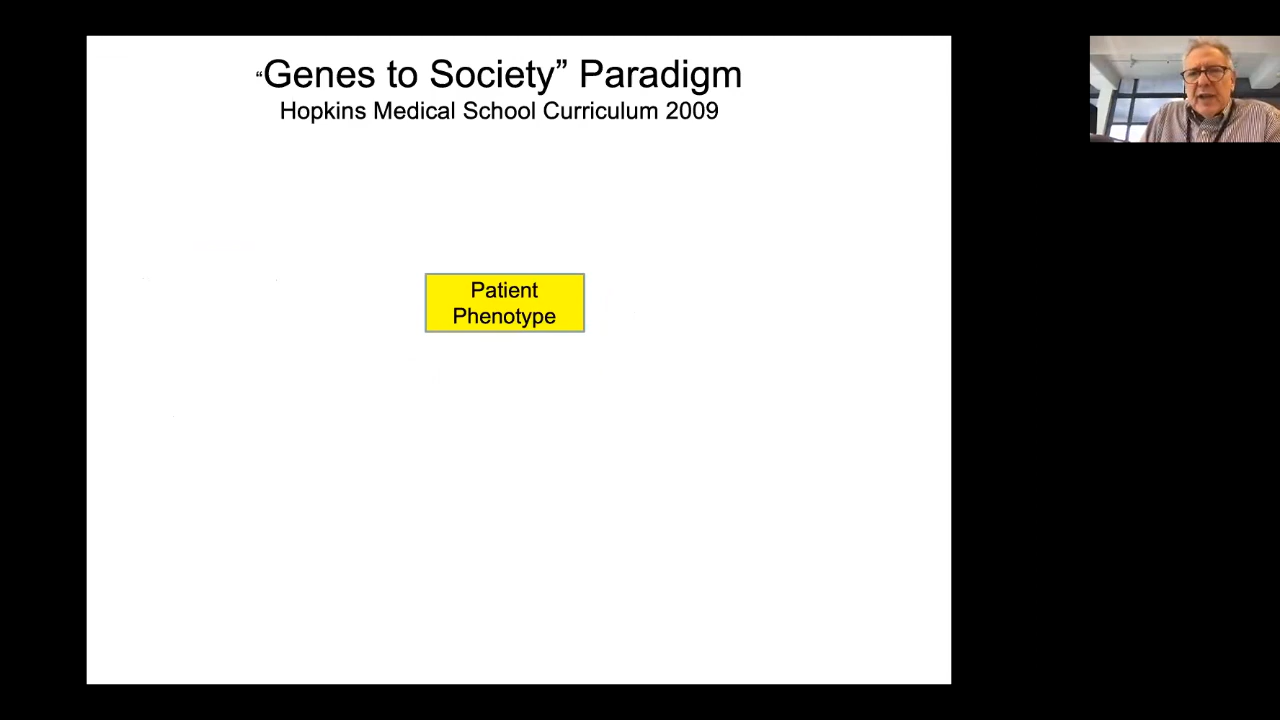 “Genes to Society” Paradigm
Hopkins Medical School Curriculum 2009
Patient
Phenotype